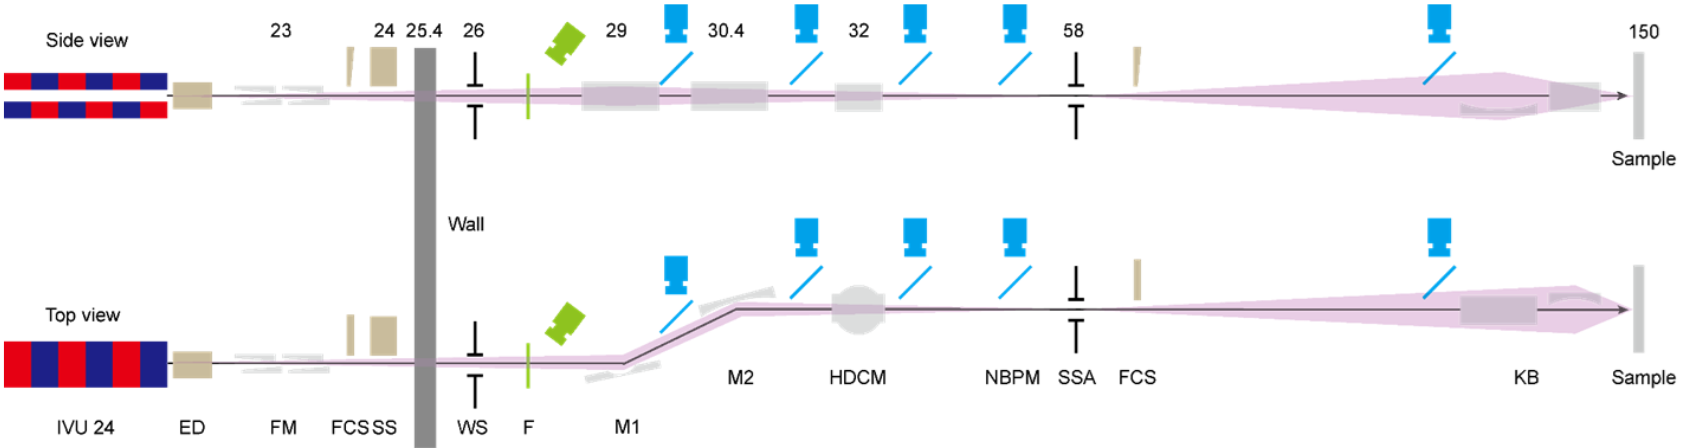 Side view
23
24
25.4
26
29
30.4
32
58
150
Sample
Wall
Top view
M2
HDCM
NBPM
SSA
FCS
KB
Sample
IVU 24
ED
FM
FCS
SS
WS
F
M1